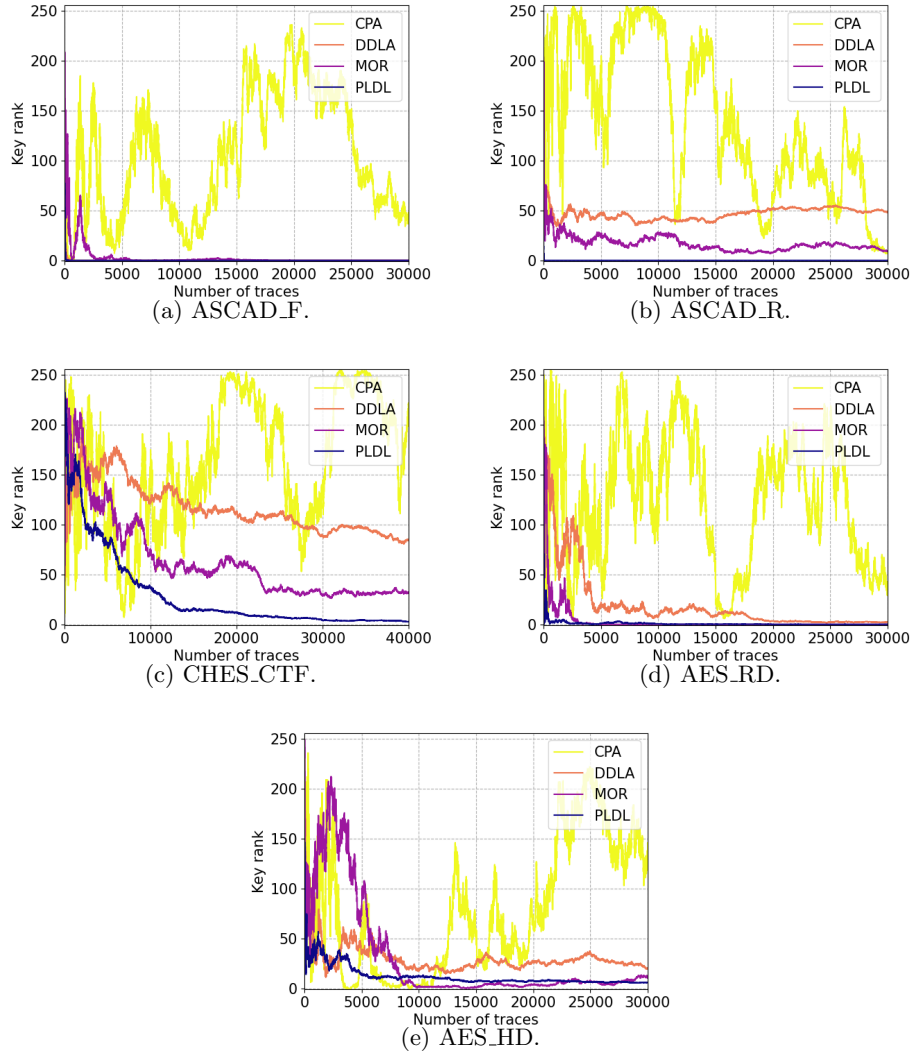 250
200
150
100
50
0
Key rank
CPA
DDLA
MOR
PLDL
0 5000 10000 15000 20000 25000 30000
Number of traces
(a) ASCAD_F.
250
200
150
100
50
0
Key rank
CPA
DDLA
MOR
PLDL
0 5000 10000 15000 20000 25000 30000
Number of traces
(b) ASCAD_R.
250
200
150
100
50
0
Key rank
CPA
DDLA
MOR
PLDL
0 10000 20000 30000 40000
Number of traces
(c) CHES_CTF.
250
200
150
100
50
0
Key rank
CPA
DDLA
MOR
PLDL
0 5000 10000 15000 20000 25000 30000
Number of traces
(d) AES_RD.
250
200
150
100
50
0
Key rank
CPA
DDLA
MOR
PLDL
0 5000 10000 15000 20000 25000 30000
Number of traces
(e) AES_HD.